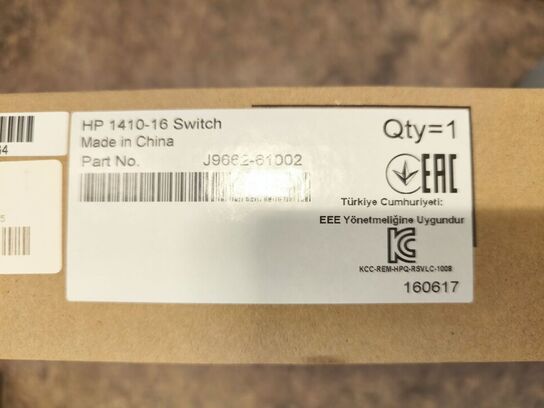 HP 1410-16 Switch
Made in China
Part No. J9662-61002
Qty=1
EAC
Türkiye Cumhuriyeti:
EEE Yönetmeliğine Uygundur
KCC-REM-HPQ-RSVLC-1008
160617